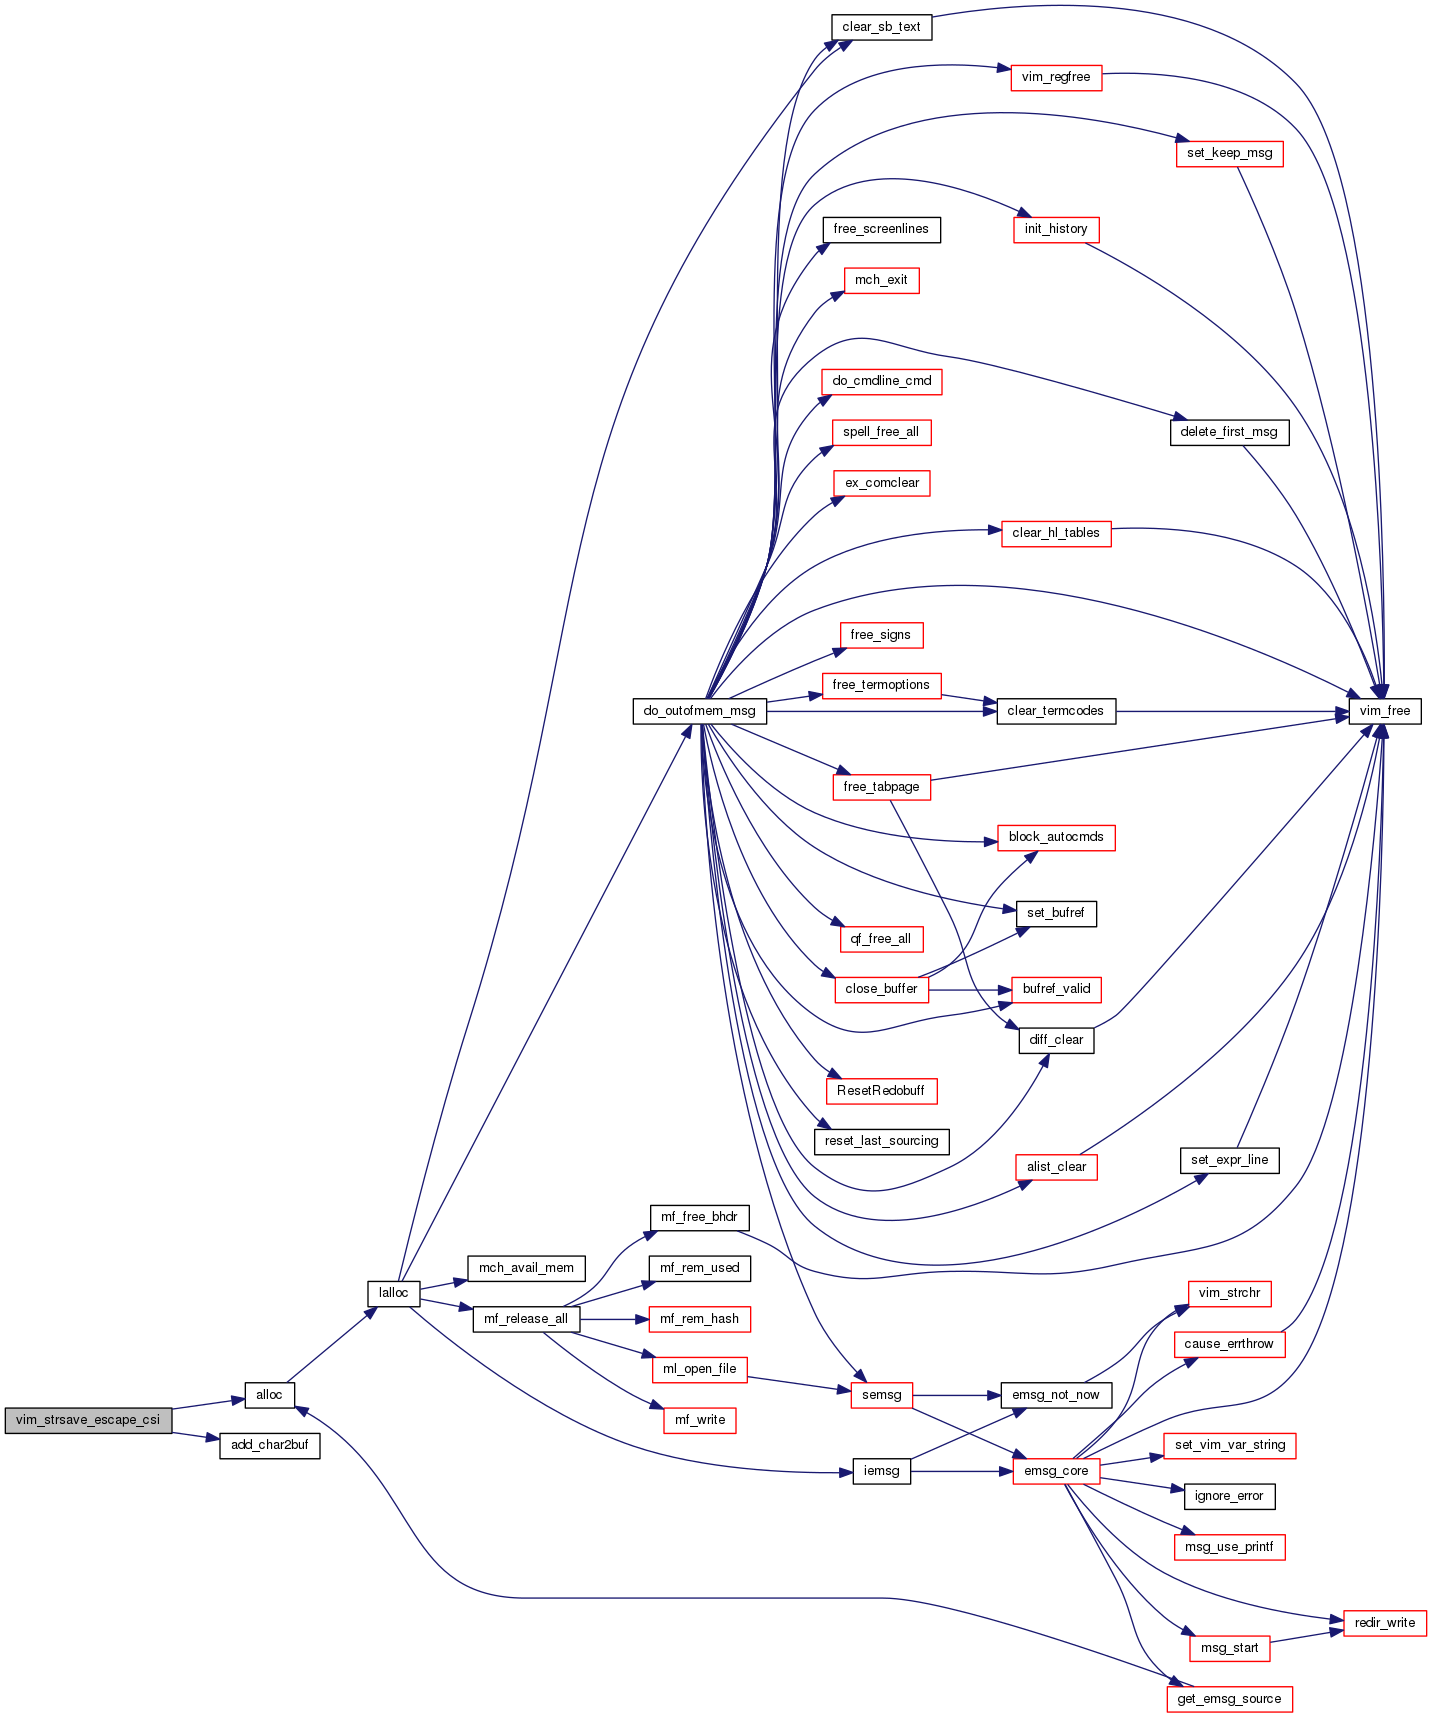 clear_sb_text
vim_regfree
set_keep_msg
free_screenlines
init_history
mch_exit
do_cmdline_cmd
spell_free_all
delete_first_msg
ex_comclear
clear_hl_tables
free_signs
free_termoptions
do_outofmem_msg
clear_termcodes
vim_free
free_tabpage
block_autocmds
set_bufref
qf_free_all
close_buffer
bufref_valid
diff_clear
ResetRedobuff
reset_last_sourcing
alist_clear
set_expr_line
mf_free_bhdr
mch_avail_mem
mf_rem_used
lalloc
vim_strchr
mf_release_all
mf_rem_hash
cause_errthrow
ml_open_file
alloc
semsg
emsg_not_now
vim_strsave_escape_csi
mf_write
add_char2buf
set_vim_var_string
iemsg
emsg_core
ignore_error
msg_use_printf
redir_write
msg_start
get_emsg_source